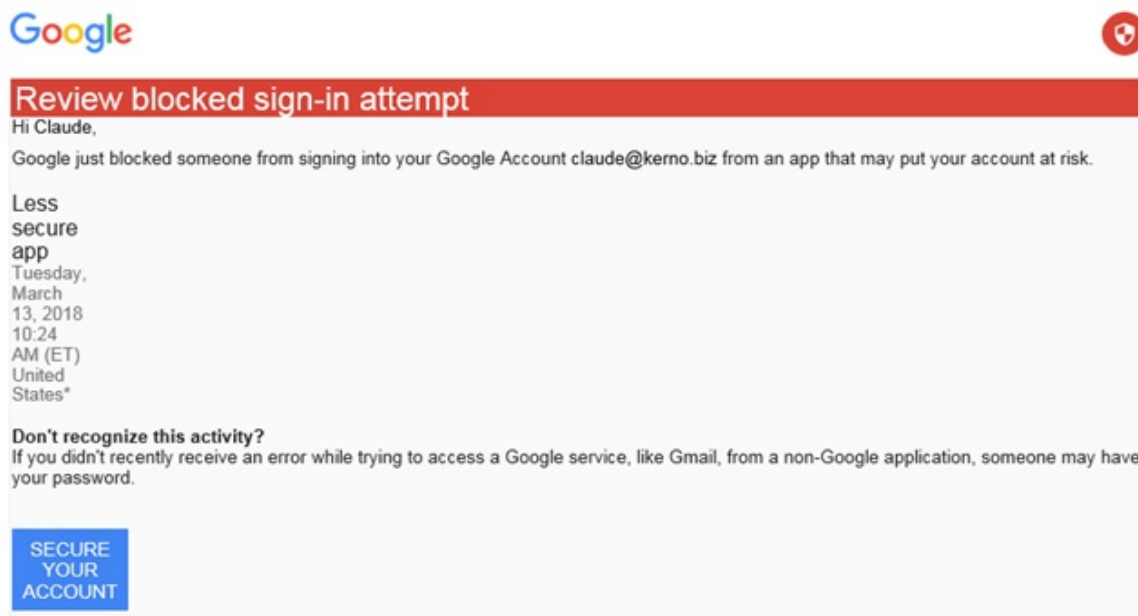 Google
Review blocked sign-in attempt
Hi Claude,
Google just blocked someone from signing into your Google Account claude@kerno.biz from an app that may put your account at risk.
Less
secure
app
Tuesday,
March
13, 2018
10:24
AM (ET)
United
States*
Don't recognize this activity?
If you didn't recently receive an error while trying to access a Google service, like Gmail, from a non-Google application, someone may have
your password.
SECURE
YOUR
ACCOUNT